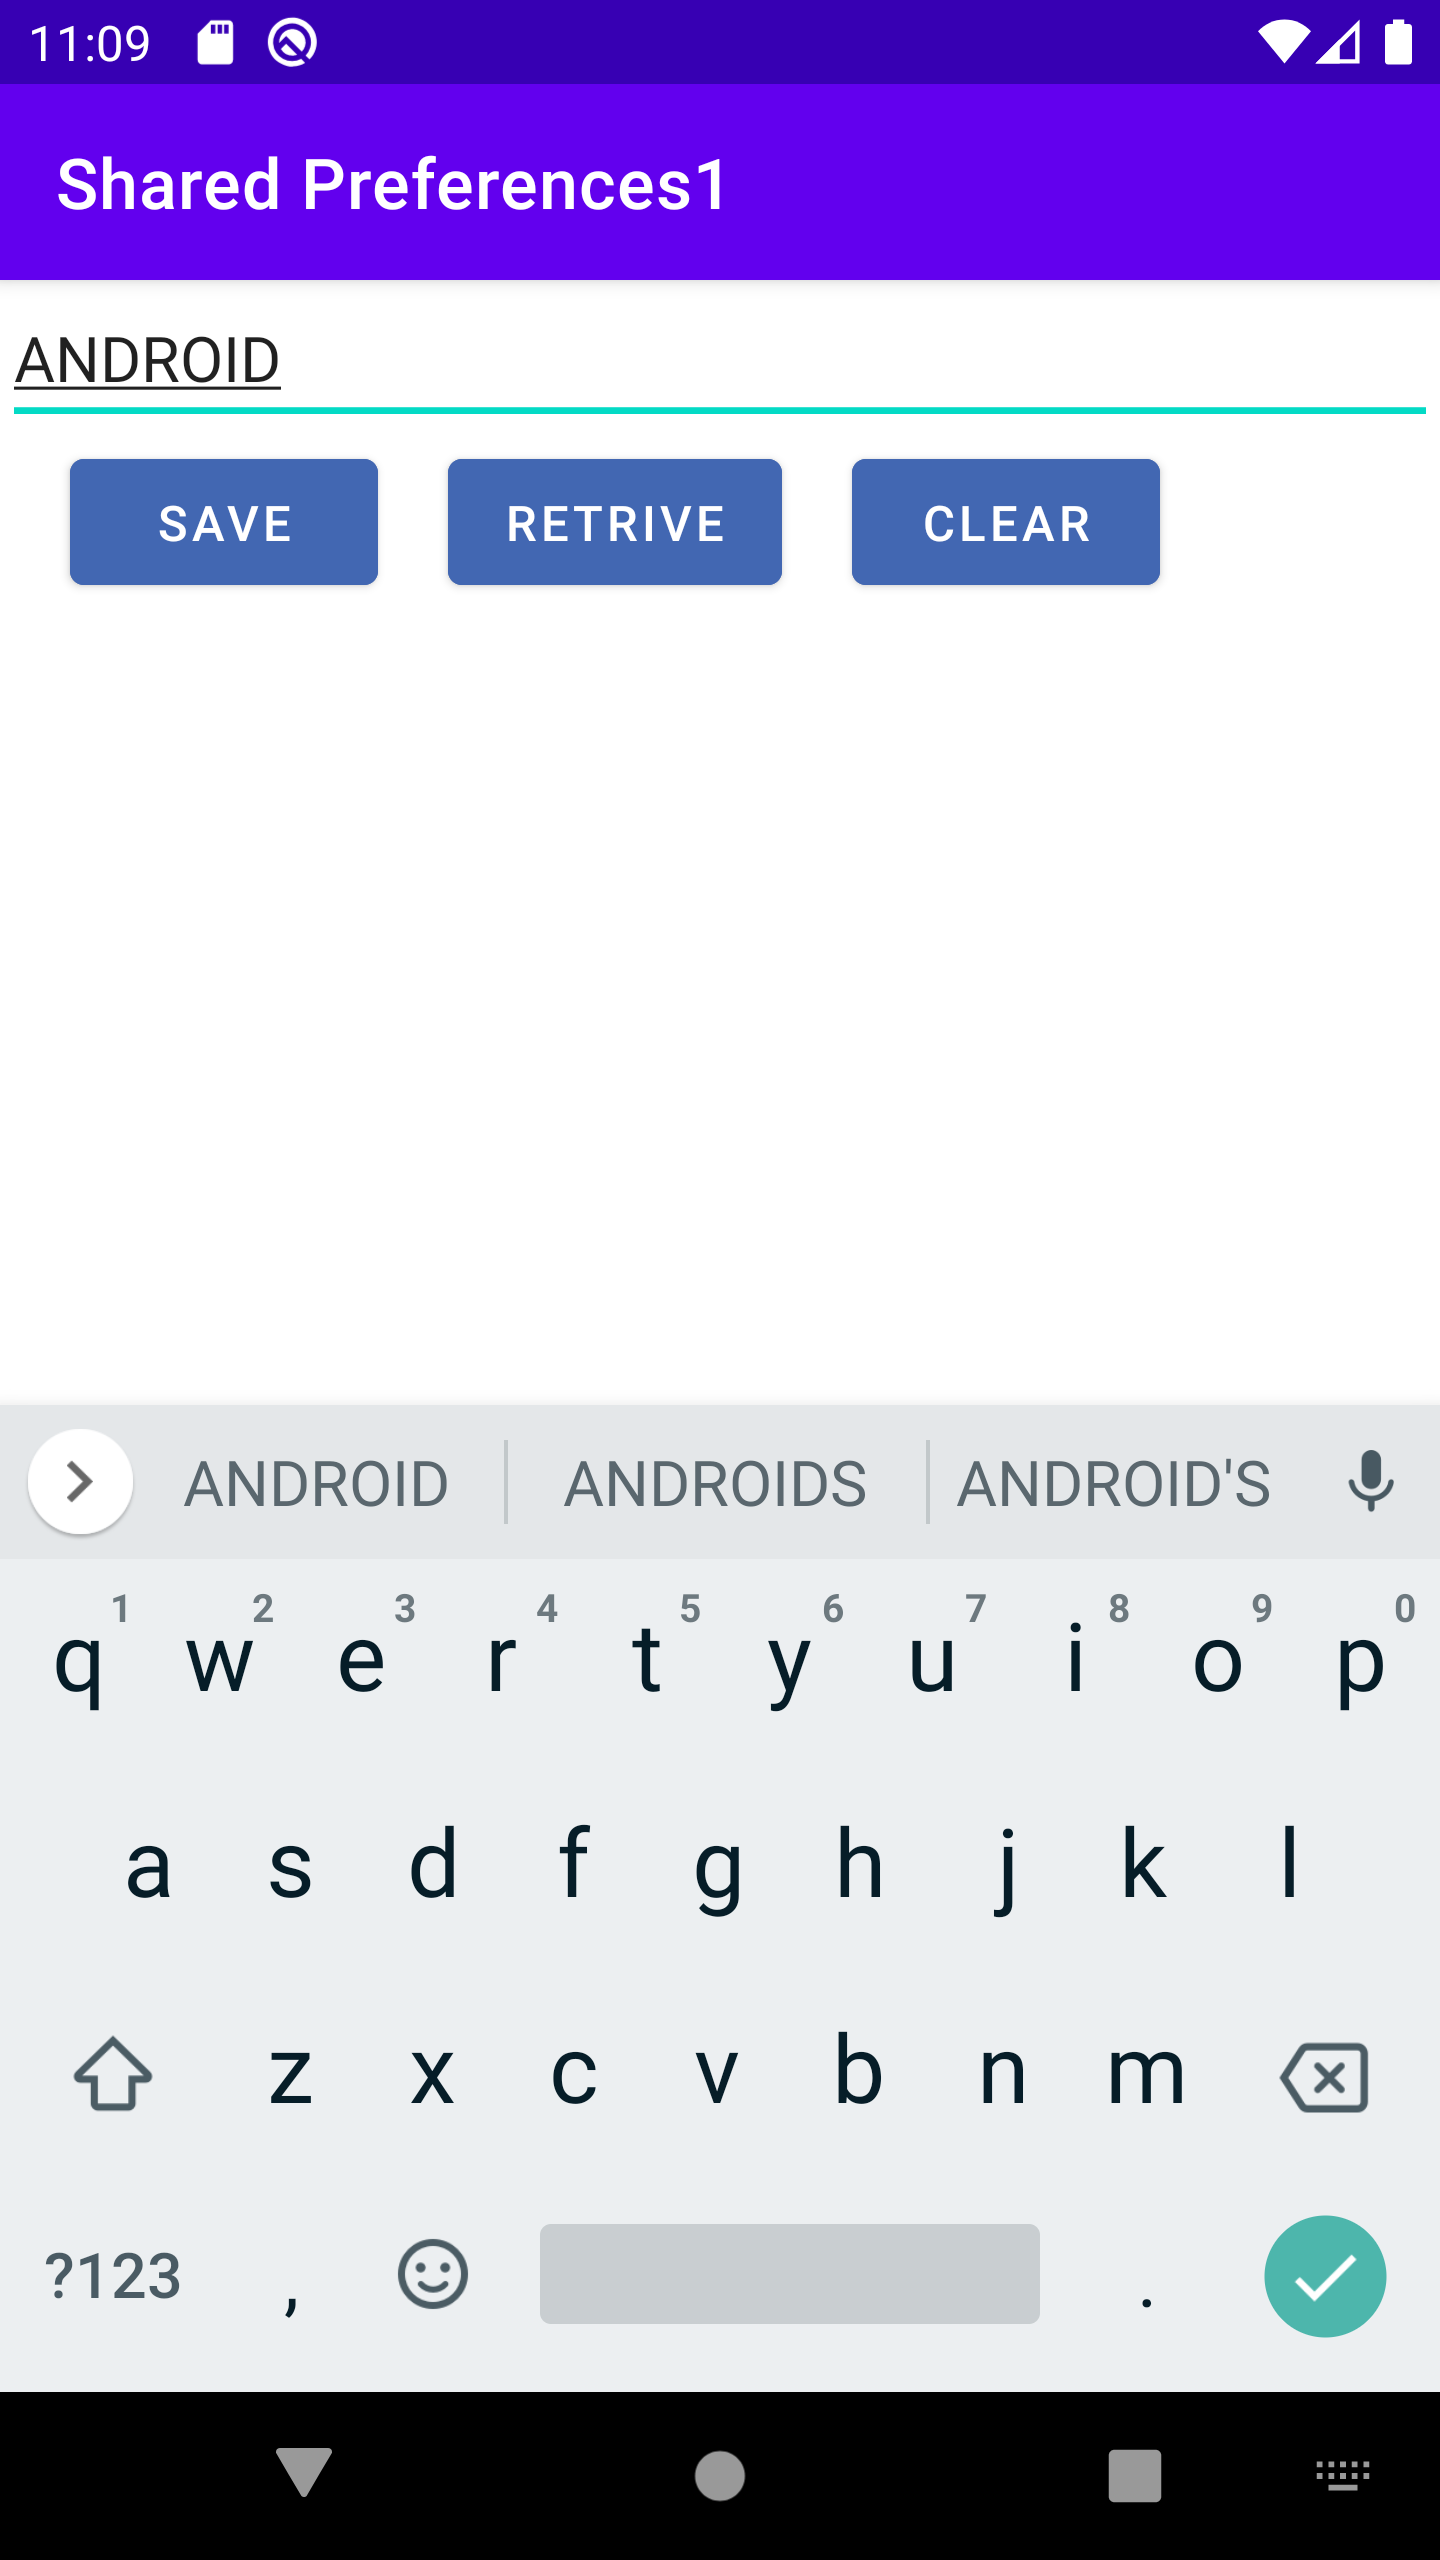 11:09
Shared Preferences1
ANDROID
SAVE RETRIVE CLEAR
ANDROID ANDROIDS ANDROID'S
1 2 3 4 5 6 7 8 9 0
q w e r t y u i o p
a s d f g h j k l
z x c v b n m
?123 , .